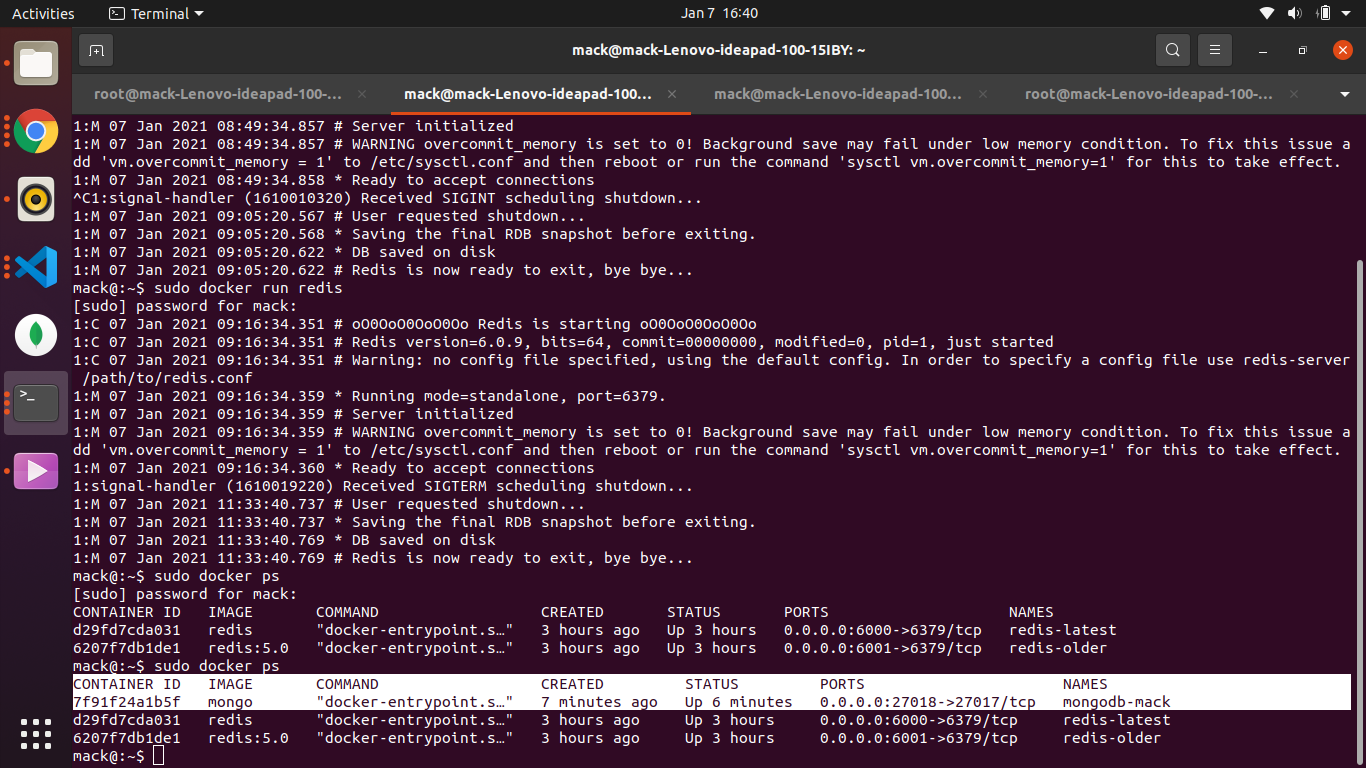 Activities Terminal Jan 7 16:40
mack@mack-Lenovo-ideapad-100-15IBY: ~
root@mack-Lenovo-ideapad-100-... mack@mack-Lenovo-ideapad-100... mack@mack-Lenovo-ideapad-100... root@mack-Lenovo-ideapad-100-...
1:M 07 Jan 2021 08:49:34.857 # Server initialized
1:M 07 Jan 2021 08:49:34.857 # WARNING overcommit_memory is set to 0! Background save may fail under low memory condition. To fix this issue a
dd 'vm.overcommit_memory = 1' to /etc/sysctl.conf and then reboot or run the command 'sysctl vm.overcommit_memory=1' for this to take effect.
1:M 07 Jan 2021 08:49:34.858 * Ready to accept connections
^C1:signal-handler (1610010320) Received SIGINT scheduling shutdown...
1:M 07 Jan 2021 09:05:20.567 # User requested shutdown...
1:M 07 Jan 2021 09:05:20.568 * Saving the final RDB snapshot before exiting.
1:M 07 Jan 2021 09:05:20.622 * DB saved on disk
1:M 07 Jan 2021 09:05:20.622 # Redis is now ready to exit, bye bye...
mack@:~$ sudo docker run redis
[sudo] password for mack:
1:C 07 Jan 2021 09:16:34.351 # oO0OoO0OoO0Oo Redis is starting oO0OoO0OoO0Oo
1:C 07 Jan 2021 09:16:34.351 # Redis version=6.0.9, bits=64, commit=00000000, modified=0, pid=1, just started
1:C 07 Jan 2021 09:16:34.351 # Warning: no config file specified, using the default config. In order to specify a config file use redis-server
/path/to/redis.conf
1:M 07 Jan 2021 09:16:34.359 * Running mode=standalone, port=6379.
1:M 07 Jan 2021 09:16:34.359 # Server initialized
1:M 07 Jan 2021 09:16:34.359 # WARNING overcommit_memory is set to 0! Background save may fail under low memory condition. To fix this issue a
dd 'vm.overcommit_memory = 1' to /etc/sysctl.conf and then reboot or run the command 'sysctl vm.overcommit_memory=1' for this to take effect.
1:M 07 Jan 2021 09:16:34.360 * Ready to accept connections
1:signal-handler (1610019220) Received SIGTERM scheduling shutdown...
1:M 07 Jan 2021 11:33:40.737 # User requested shutdown...
1:M 07 Jan 2021 11:33:40.737 * Saving the final RDB snapshot before exiting.
1:M 07 Jan 2021 11:33:40.769 * DB saved on disk
1:M 07 Jan 2021 11:33:40.769 # Redis is now ready to exit, bye bye...
mack@:~$ sudo docker ps
[sudo] password for mack:
CONTAINER ID IMAGE COMMAND CREATED STATUS PORTS NAMES
d29fd7cda031 redis "docker-entrypoint.s…" 3 hours ago Up 3 hours 0.0.0.0:6000->6379/tcp redis-latest
6207f7db1de1 redis:5.0 "docker-entrypoint.s…" 3 hours ago Up 3 hours 0.0.0.0:6001->6379/tcp redis-older
mack@:~$ sudo docker ps
CONTAINER ID IMAGE COMMAND CREATED STATUS PORTS NAMES
7f91f24a1b5f mongo "docker-entrypoint.s…" 7 minutes ago Up 6 minutes 0.0.0.0:27018->27017/tcp mongodb-mack
d29fd7cda031 redis "docker-entrypoint.s…" 3 hours ago Up 3 hours 0.0.0.0:6000->6379/tcp redis-latest
6207f7db1de1 redis:5.0 "docker-entrypoint.s…" 3 hours ago Up 3 hours 0.0.0.0:6001->6379/tcp redis-older
mack@:~$